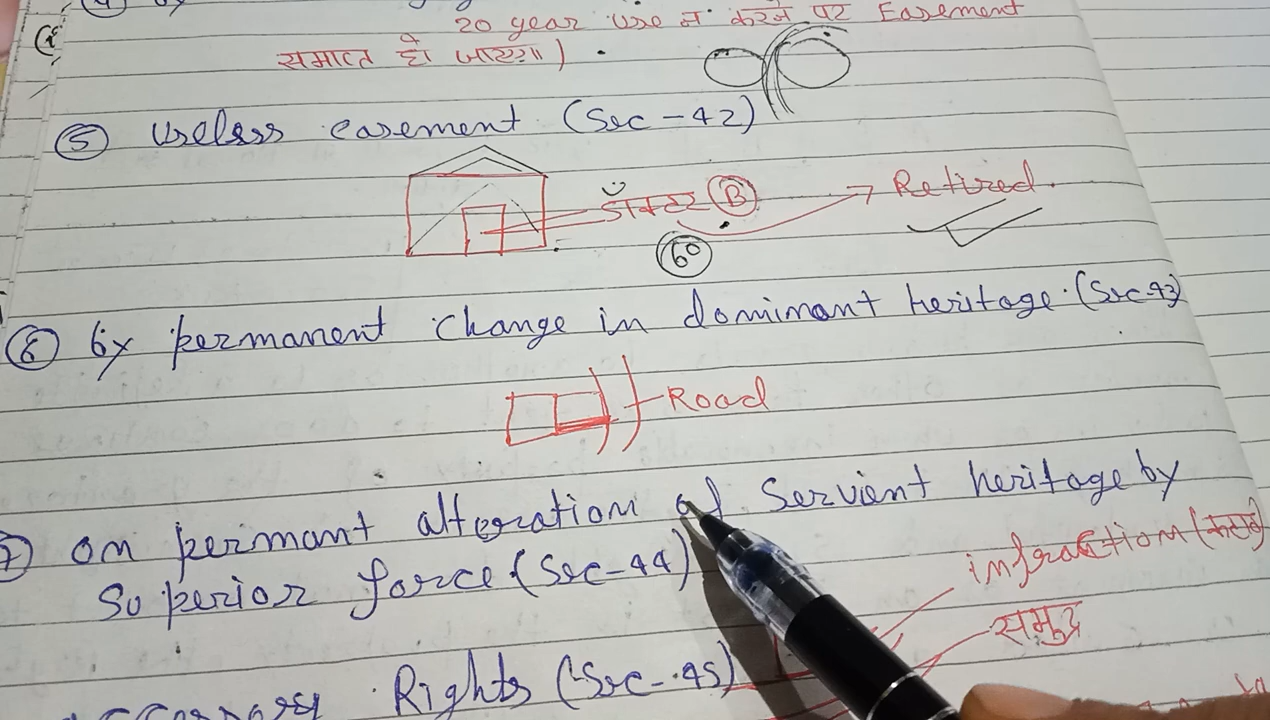 20 year use न करने पर Easement
समाप्त हो जाएगा)
⑤ useless easement (Sec-42)
डॉक्टर Ⓑ → Retired.
60
⑥ by permanent change in dominant heritage. (Sec-43)
Road
⑦ on permant alteration of Servient heritage by
Superior force (Sec-44)
infraction (कटाव)
समुद्र
Rights (Sec-45)